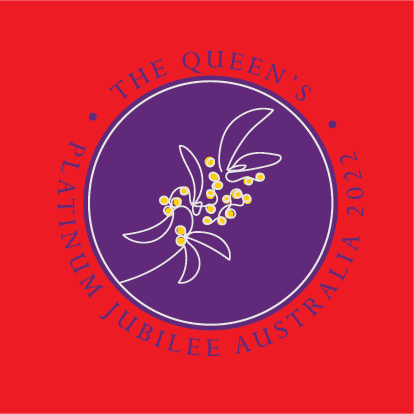 THE QUEEN'S
PLATINUM JUBILEE AUSTRALIA 2022